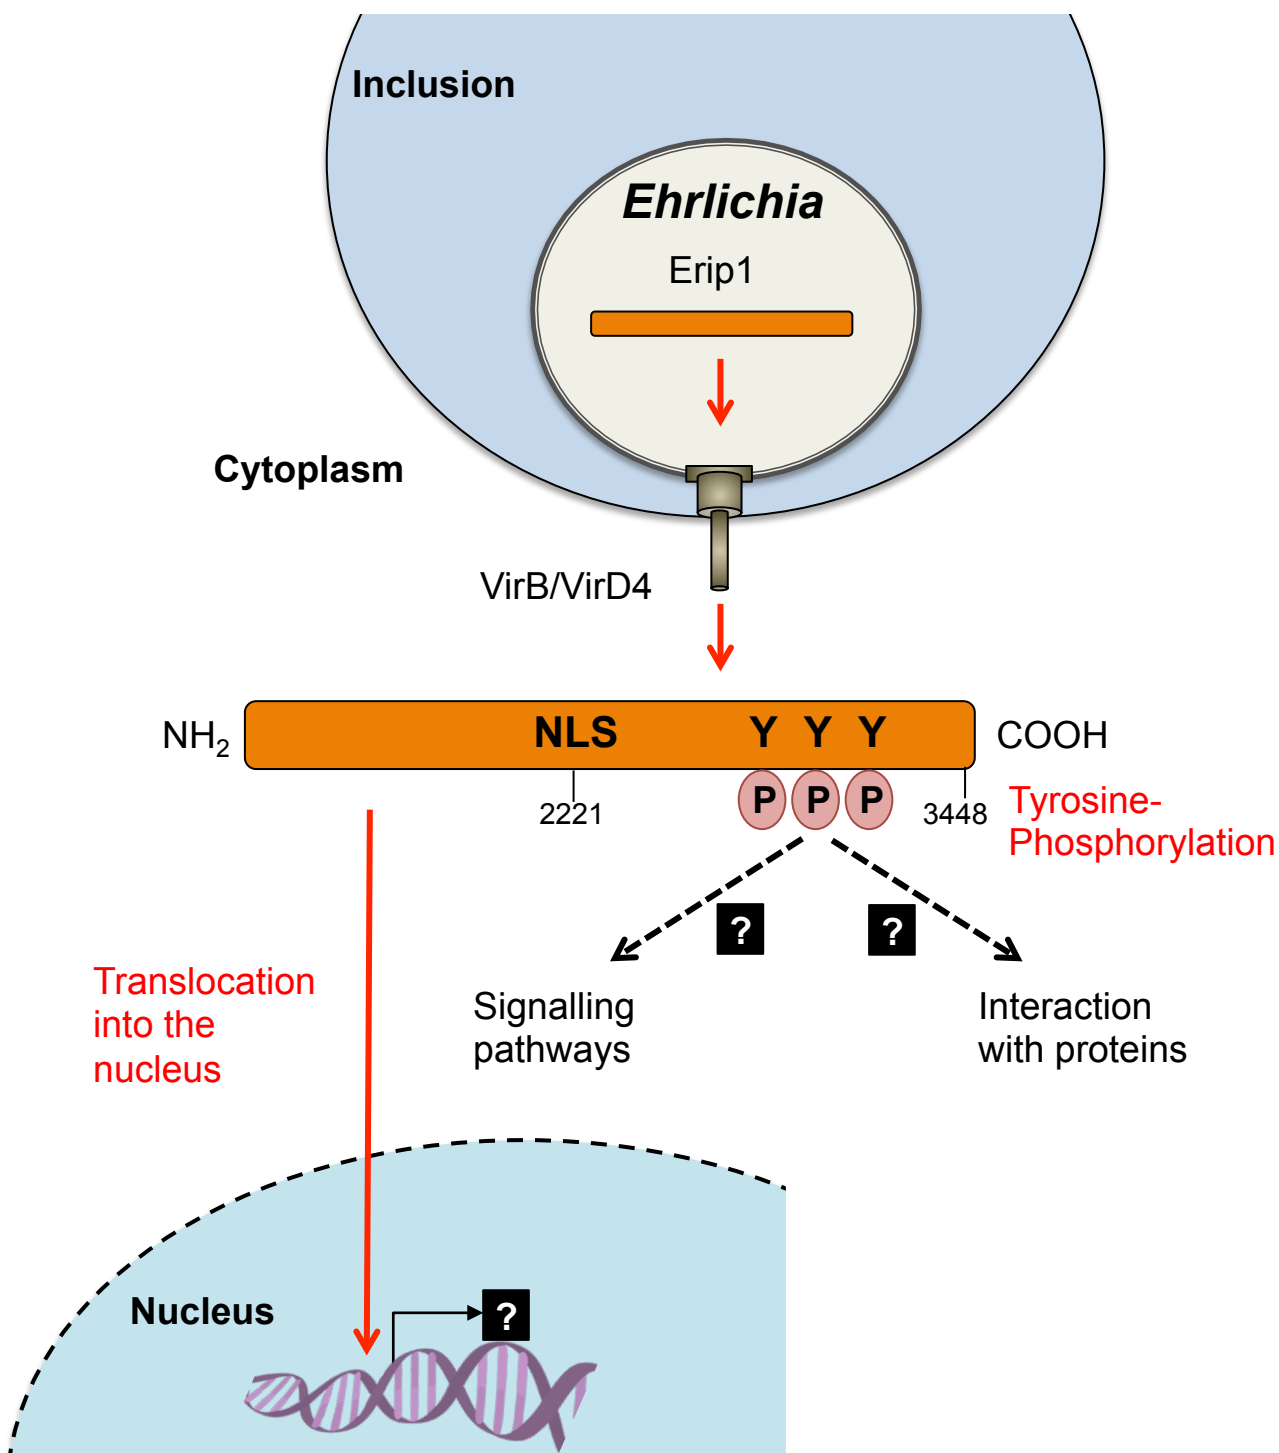 Inclusion
Ehrlichia
Erip1
Cytoplasm
VirB/VirD4
NH₂
NLS
Y Y Y
COOH
2221
P P P
3448
Tyrosine-
Phosphorylation
?
?
Translocation
into the
nucleus
Signalling
pathways
Interaction
with proteins
Nucleus
?